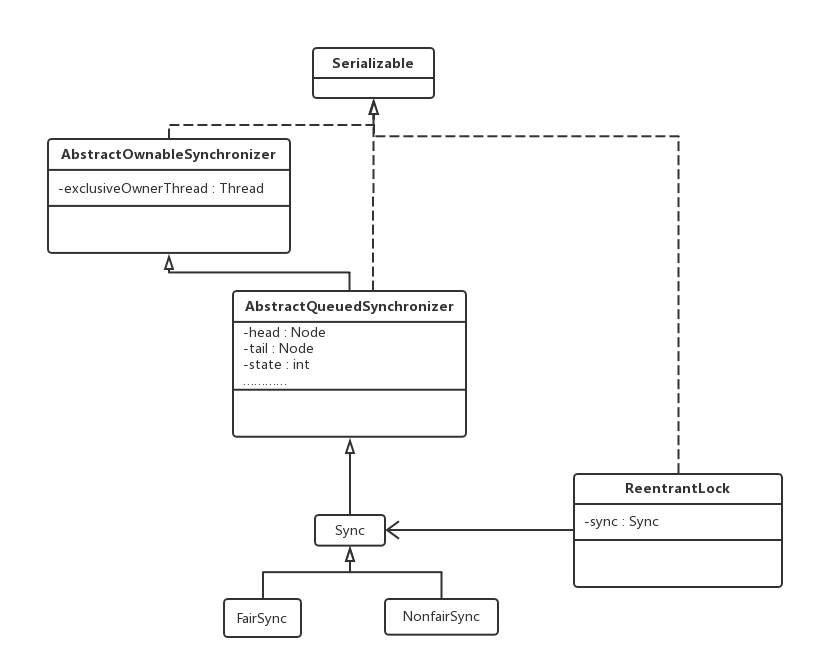 Serializable
AbstractOwnableSynchronizer
-exclusiveOwnerThread : Thread
AbstractQueuedSynchronizer
-head : Node
-tail : Node
-state : int
............
ReentrantLock
-sync : Sync
Sync
FairSync
NonfairSync